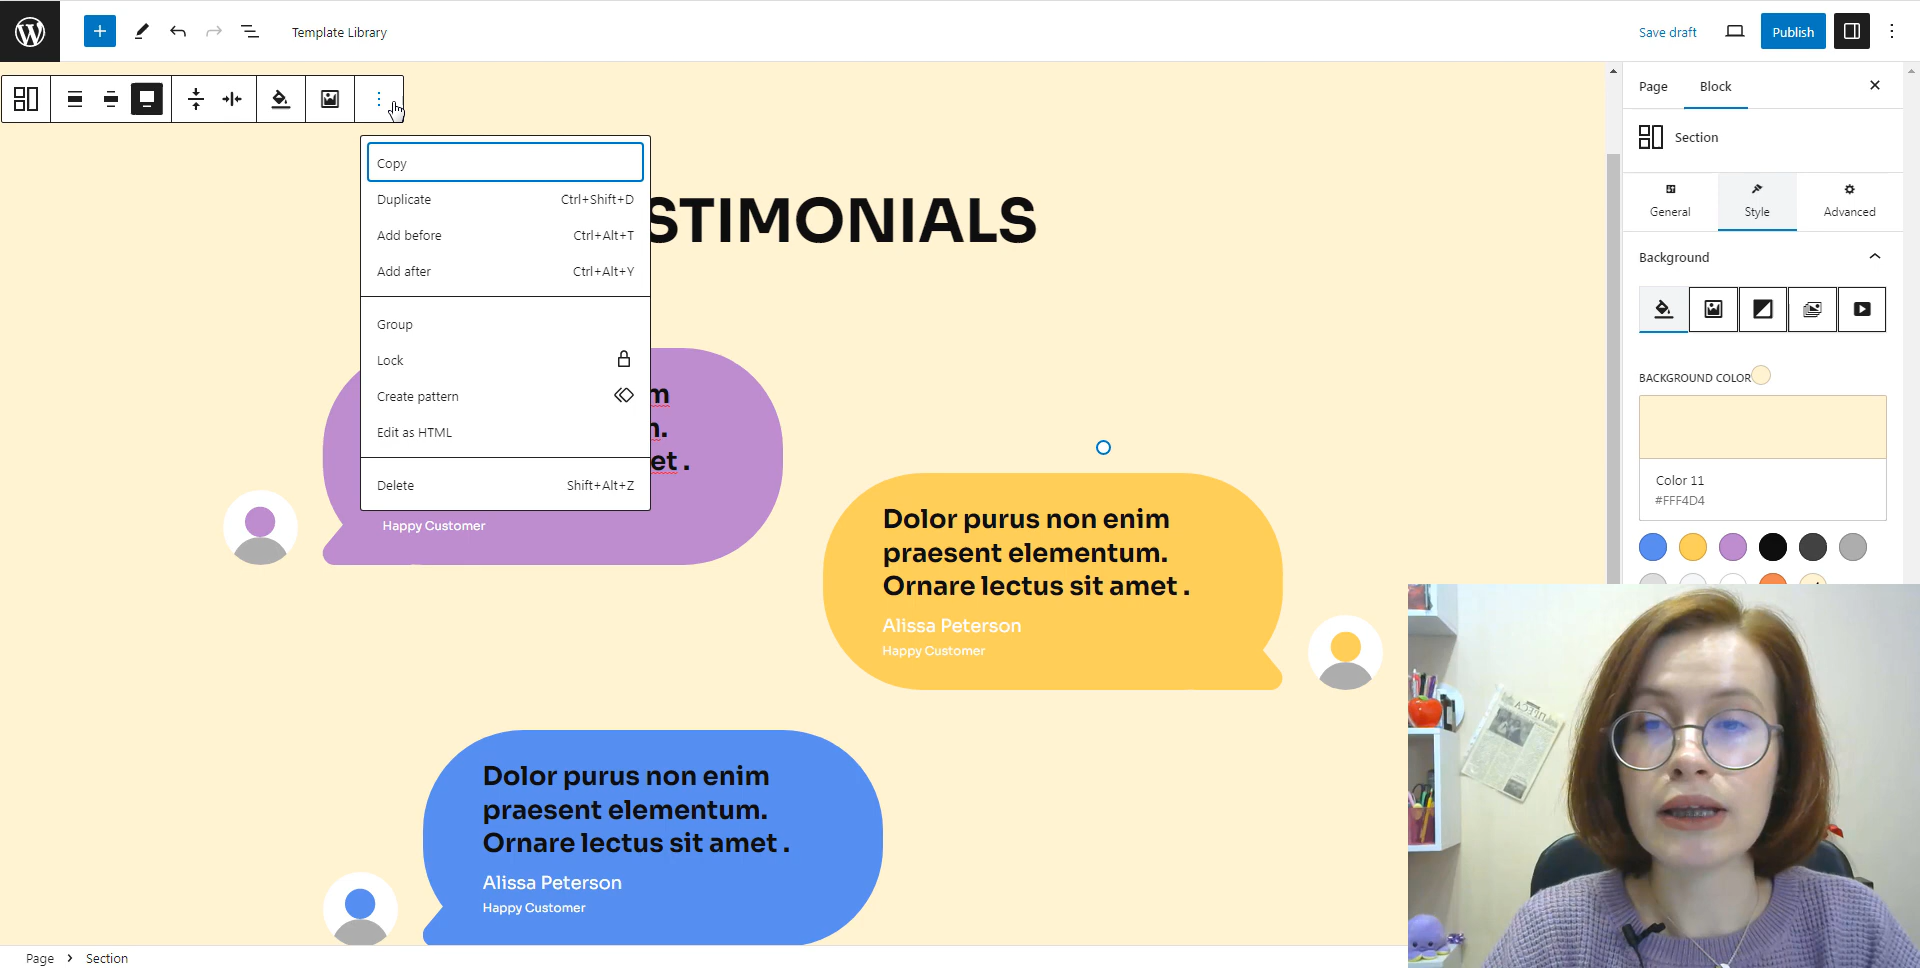 Template Library
Save draft
Publish
Copy
Duplicate Ctrl+Shift+D
Add before Ctrl+Alt+T
Add after Ctrl+Alt+Y
Group
Lock
Create pattern
Edit as HTML
Delete Shift+Alt+Z
STIMONIALS
m
n.
et .
Happy Customer
Dolor purus non enim
praesent elementum.
Ornare lectus sit amet .
Alissa Peterson
Happy Customer
Dolor purus non enim
praesent elementum.
Ornare lectus sit amet .
Alissa Peterson
Happy Customer
Page Block
Section
General Style Advanced
Background
BACKGROUND COLOR
Color 11
#FFF4D4
Page > Section